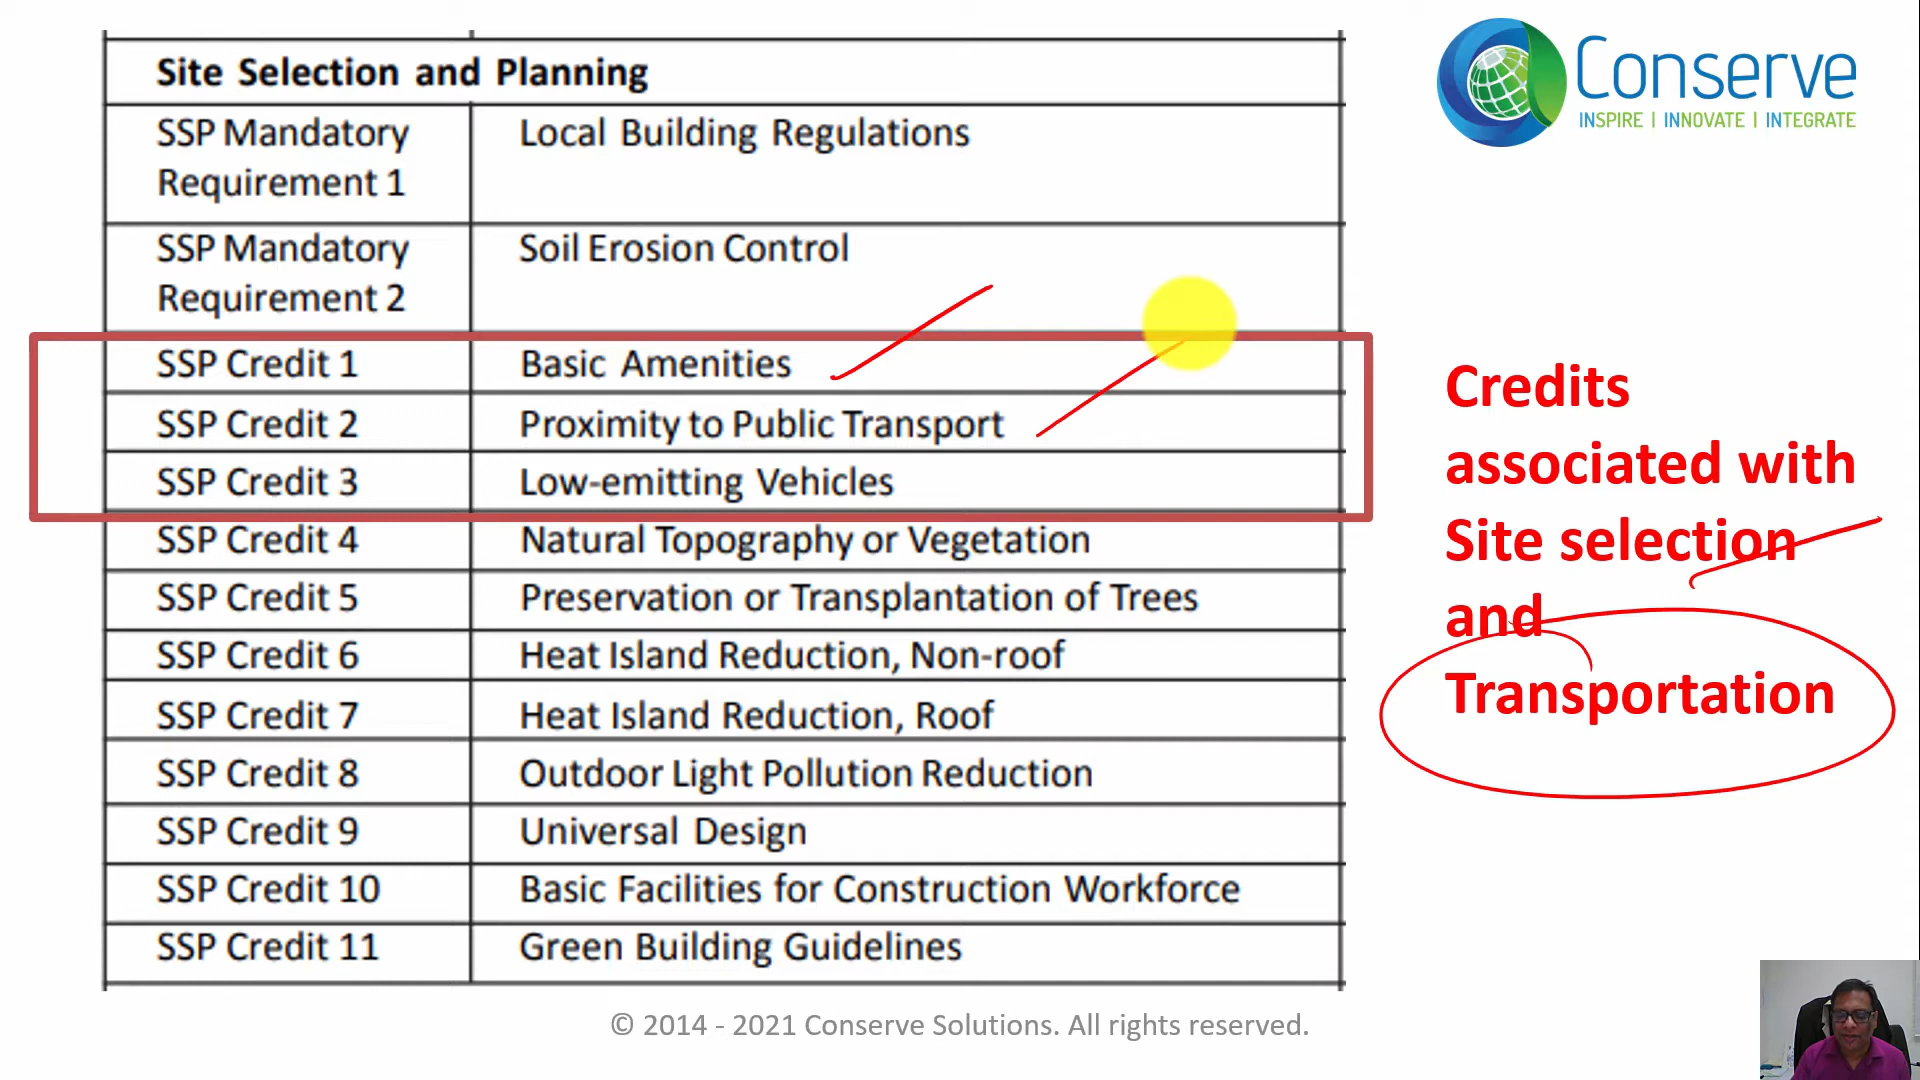 Site Selection and Planning
SSP Mandatory Requirement 1
Local Building Regulations
SSP Mandatory Requirement 2
Soil Erosion Control
SSP Credit 1
Basic Amenities
SSP Credit 2
Proximity to Public Transport
SSP Credit 3
Low-emitting Vehicles
SSP Credit 4
Natural Topography or Vegetation
SSP Credit 5
Preservation or Transplantation of Trees
SSP Credit 6
Heat Island Reduction, Non-roof
SSP Credit 7
Heat Island Reduction, Roof
SSP Credit 8
Outdoor Light Pollution Reduction
SSP Credit 9
Universal Design
SSP Credit 10
Basic Facilities for Construction Workforce
SSP Credit 11
Green Building Guidelines
Conserve
INSPIRE | INNOVATE | INTEGRATE
Credits
associated with
Site selection
and
Transportation
© 2014 - 2021 Conserve Solutions. All rights reserved.